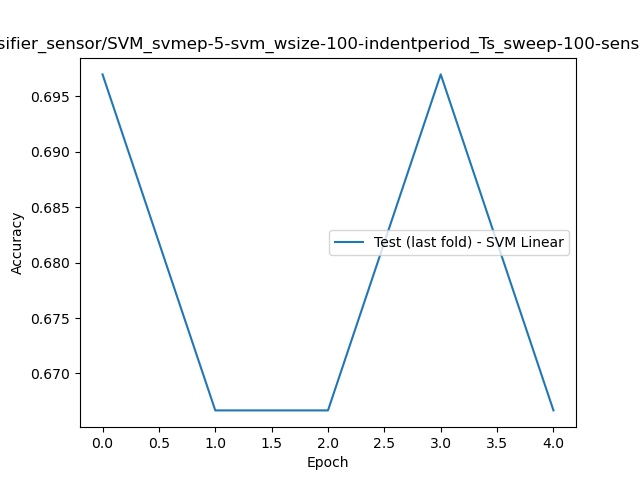 sifier_sensor/SVM_svmep-5-svm_wsize-100-indentperiod_Ts_sweep-100-sens
0.695
0.690
0.685
0.680
0.675
0.670
Accuracy
Test (last fold) - SVM Linear
0.0 0.5 1.0 1.5 2.0 2.5 3.0 3.5 4.0
Epoch